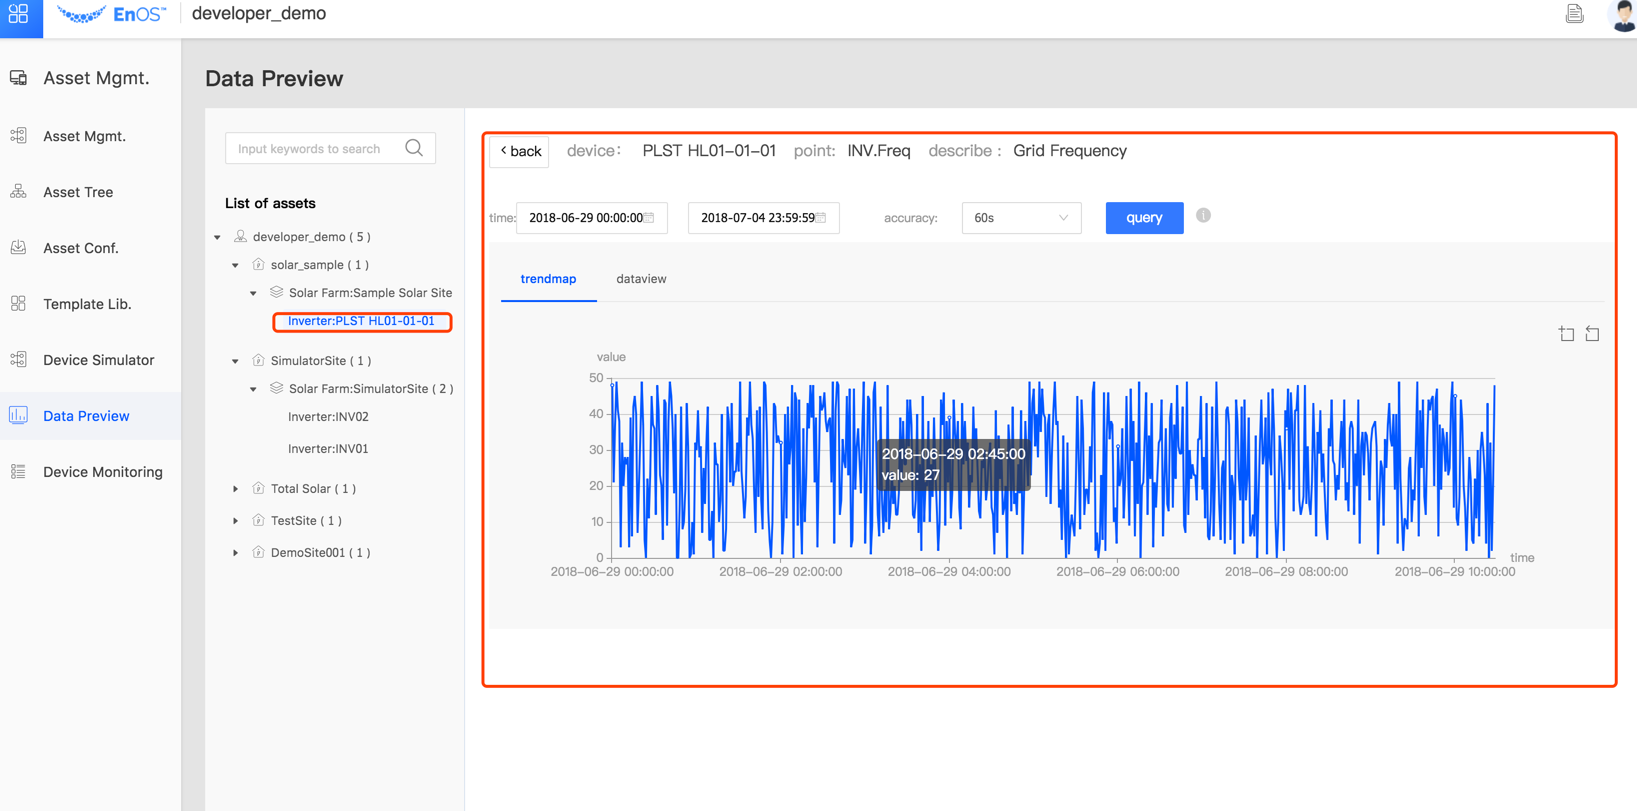 EnOS™ developer_demo
Asset Mgmt.
Asset Mgmt.
Asset Tree
Asset Conf.
Template Lib.
Device Simulator
Data Preview
Device Monitoring
Data Preview
Input keywords to search
List of assets
developer_demo ( 5 )
solar_sample ( 1 )
Solar Farm:Sample Solar Site
Inverter:PLST HL01-01-01
SimulatorSite ( 1 )
Solar Farm:SimulatorSite ( 2 )
Inverter:INV02
Inverter:INV01
Total Solar ( 1 )
TestSite ( 1 )
DemoSite001 ( 1 )
back device: PLST HL01-01-01 point: INV.Freq describe : Grid Frequency
time: 2018-06-29 00:00:00 2018-07-04 23:59:59 accuracy: 60s query
trendmap dataview
value
50
40
30
20
10
0
2018-06-29 02:45:00
value: 27
time
2018-06-29 00:00:00 2018-06-29 02:00:00 2018-06-29 04:00:00 2018-06-29 06:00:00 2018-06-29 08:00:00 2018-06-29 10:00:00